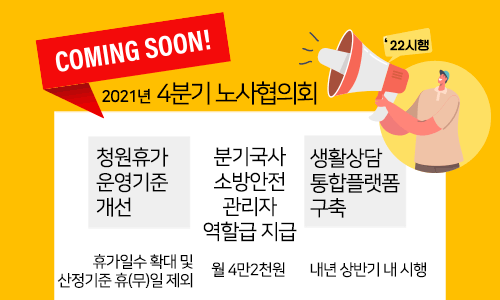 COMING SOON!
‘22시행
2021년 4분기 노사협의회
청원휴가
운영기준
개선
휴가일수 확대 및
산정기준 휴(무)일 제외
분기국사
소방안전
관리자
역할급 지급
월 4만2천원
생활상담
통합플랫폼
구축
내년 상반기 내 시행